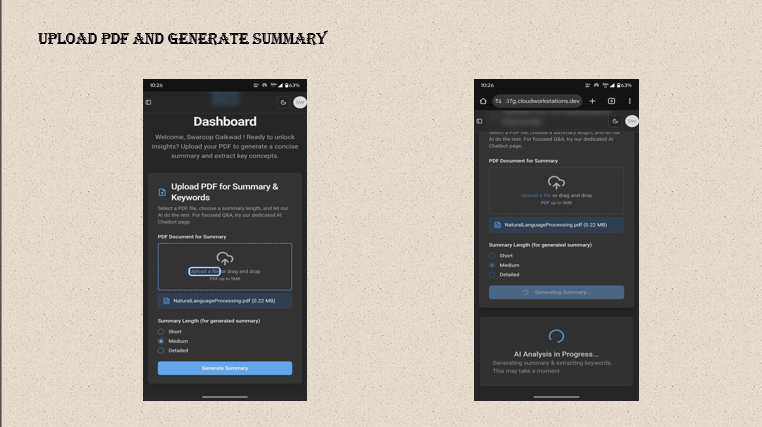 UPLOAD PDF AND GENERATE SUMMARY
10:26
63%
Dashboard
Welcome, Swaroop Gaikwad ! Ready to unlock
insights? Upload your PDF to generate a concise
summary and extract key concepts.
Upload PDF for Summary &
Keywords
Select a PDF file, choose a summary length, and let our
AI do the rest. For focused Q&A, try our dedicated AI
Chatbot page.
PDF Document for Summary
Upload a file or drag and drop
PDF up to 5MB
NaturalLanguageProcessing.pdf (0.22 MB)
Summary Length (for generated summary)
Short
Medium
Detailed
Generate Summary
10:26
63%
17g.cloudworkstations.dev
AI do the rest. For focused Q&A, try our dedicated AI
Chatbot page.
PDF Document for Summary
Upload a file or drag and drop
PDF up to 5MB
NaturalLanguageProcessing.pdf (0.22 MB)
Summary Length (for generated summary)
Short
Medium
Detailed
Generating Summary...
AI Analysis in Progress...
Generating summary & extracting keywords.
This may take a moment.